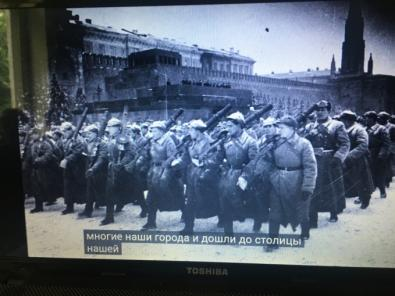 многие наши города и дошли до столицы
нашей
TOSHIBA